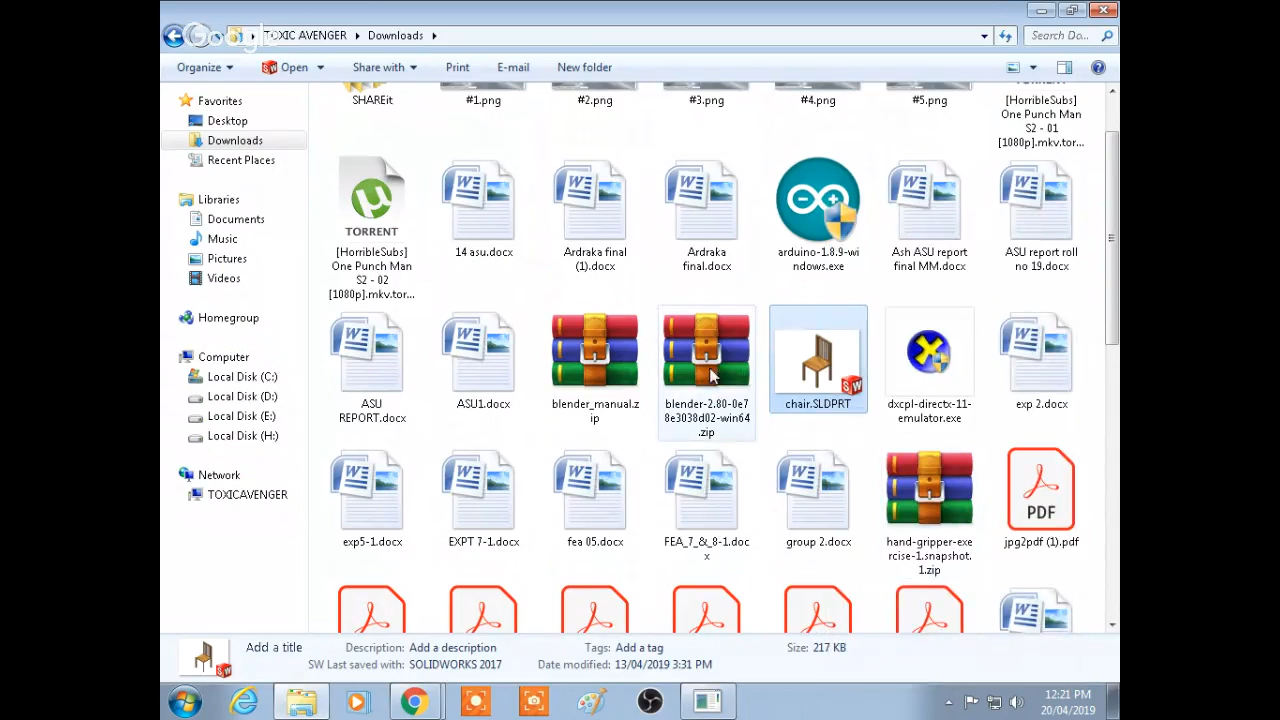 Google
TOXIC AVENGER Downloads Search Do...
Organize Open Share with Print E-mail New folder
SHAREit
#1.png
#2.png
#3.png
#4.png
#5.png
[HorribleSubs]
One Punch Man
S2 - 01
[1080p].mkv.tor...
Favorites
Desktop
Downloads
Recent Places
Libraries
Documents
Music
Pictures
Videos
Homegroup
Computer
Local Disk (C:)
Local Disk (D:)
Local Disk (E:)
Local Disk (H:)
Network
TOXICAVENGER
TORRENT
[HorribleSubs]
One Punch Man
S2 - 02
[1080p].mkv.tor...
14 asu.docx
Ardraka final
(1).docx
Ardraka
final.docx
arduino-1.8.9-wi
ndows.exe
Ash ASU report
final MM.docx
ASU report roll
no 19.docx
ASU
REPORT.docx
ASU1.docx
blender_manual.z
ip
blender-2.80-0e7
8e3038d02-win64
.zip
chair.SLDPRT
dxcpl-directx-11-
emulator.exe
exp 2.docx
exp5-1.docx
EXPT 7-1.docx
fea 05.docx
FEA_7_&_8-1.doc
x
group 2.docx
hand-gripper-exe
rcise-1.snapshot.
1.zip
PDF
jpg2pdf (1).pdf
Add a title Description: Add a description Tags: Add a tag Size: 217 KB
SW Last saved with: SOLIDWORKS 2017 Date modified: 13/04/2019 3:31 PM
12:21 PM
20/04/2019